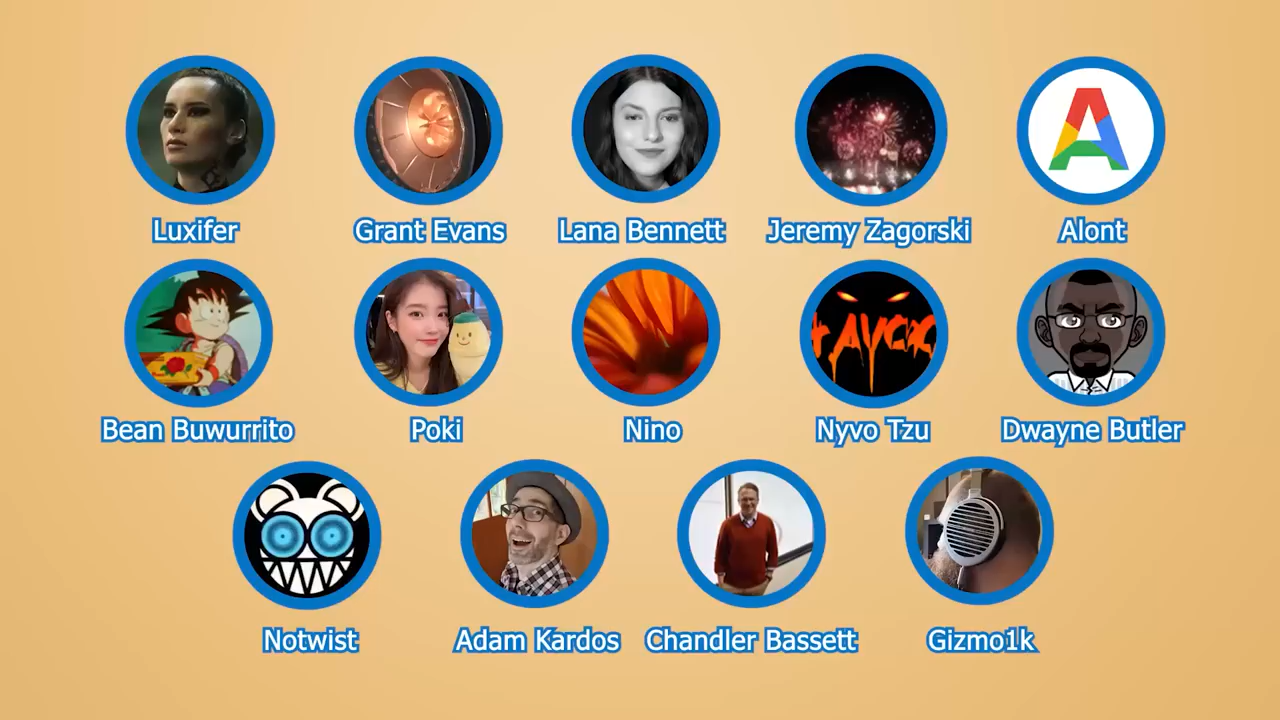 A
Luxifer
Grant Evans
Lana Bennett
Jeremy Zagorski
Alont
Bean Buwurrito
Poki
Nino
Nyvo Tzu
Dwayne Butler
Notwist
Adam Kardos
Chandler Bassett
Gizmo1k